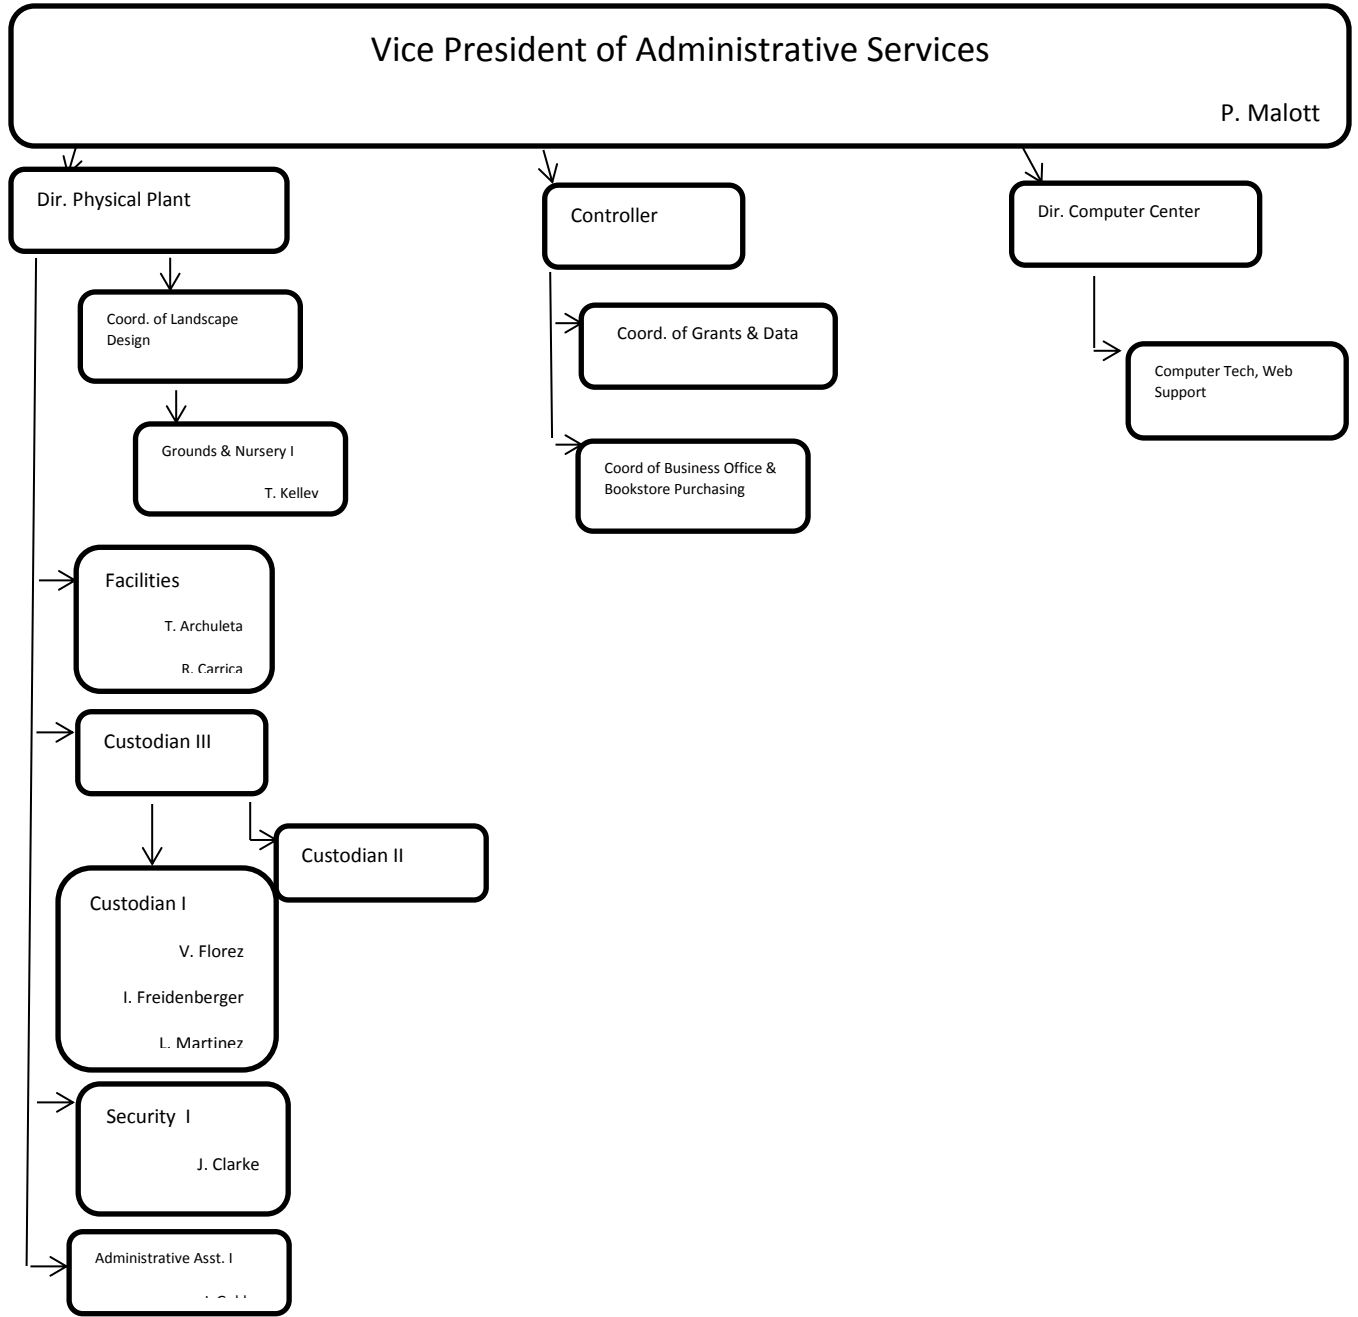 Vice President of Administrative Services
P. Malott
Dir. Physical Plant
Controller
Dir. Computer Center
Coord. of Landscape
Design
Coord. of Grants & Data
Computer Tech, Web
Support
Grounds & Nursery I
T. Kelley
Coord of Business Office &
Bookstore Purchasing
Facilities
T. Archuleta
R. Carrica
Custodian III
Custodian II
Custodian I
V. Florez
I. Freidenberger
L. Martinez
Security I
J. Clarke
Administrative Asst. I